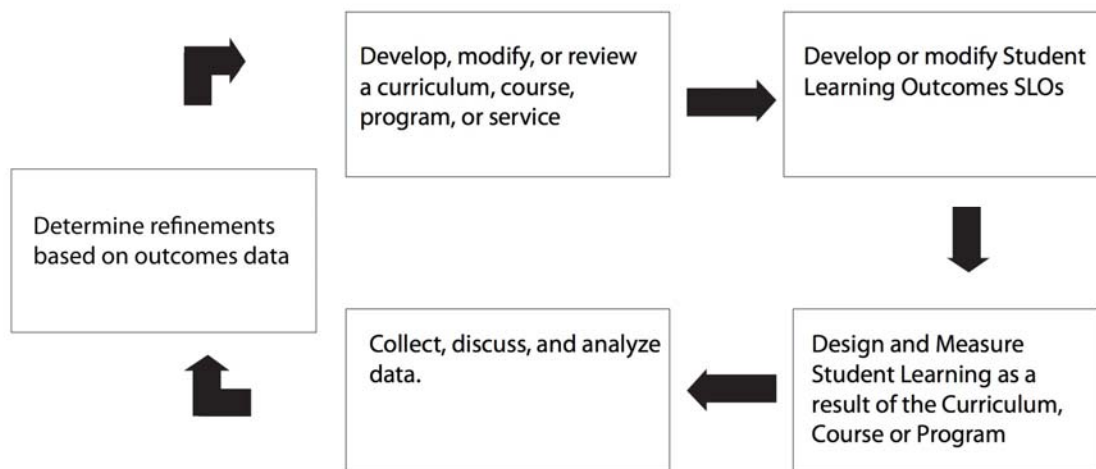 Develop, modify, or review
a curriculum, course,
program, or service
Develop or modify Student
Learning Outcomes SLOs
Determine refinements
based on outcomes data
Collect, discuss, and analyze
data.
Design and Measure
Student Learning as a
result of the Curriculum,
Course or Program